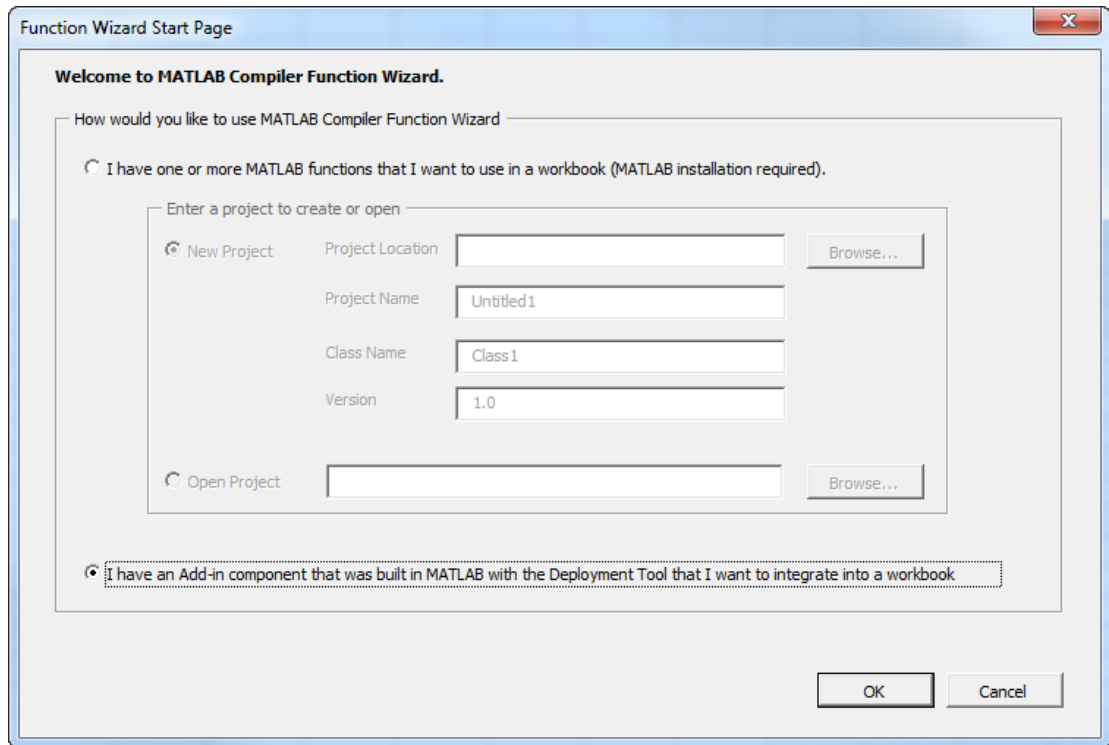 Function Wizard Start Page
Welcome to MATLAB Compiler Function Wizard.
How would you like to use MATLAB Compiler Function Wizard
I have one or more MATLAB functions that I want to use in a workbook (MATLAB installation required).
Enter a project to create or open
New Project Project Location Browse...
Project Name Untitled1
Class Name Class1
Version 1.0
Open Project Browse...
I have an Add-in component that was built in MATLAB with the Deployment Tool that I want to integrate into a workbook
OK Cancel